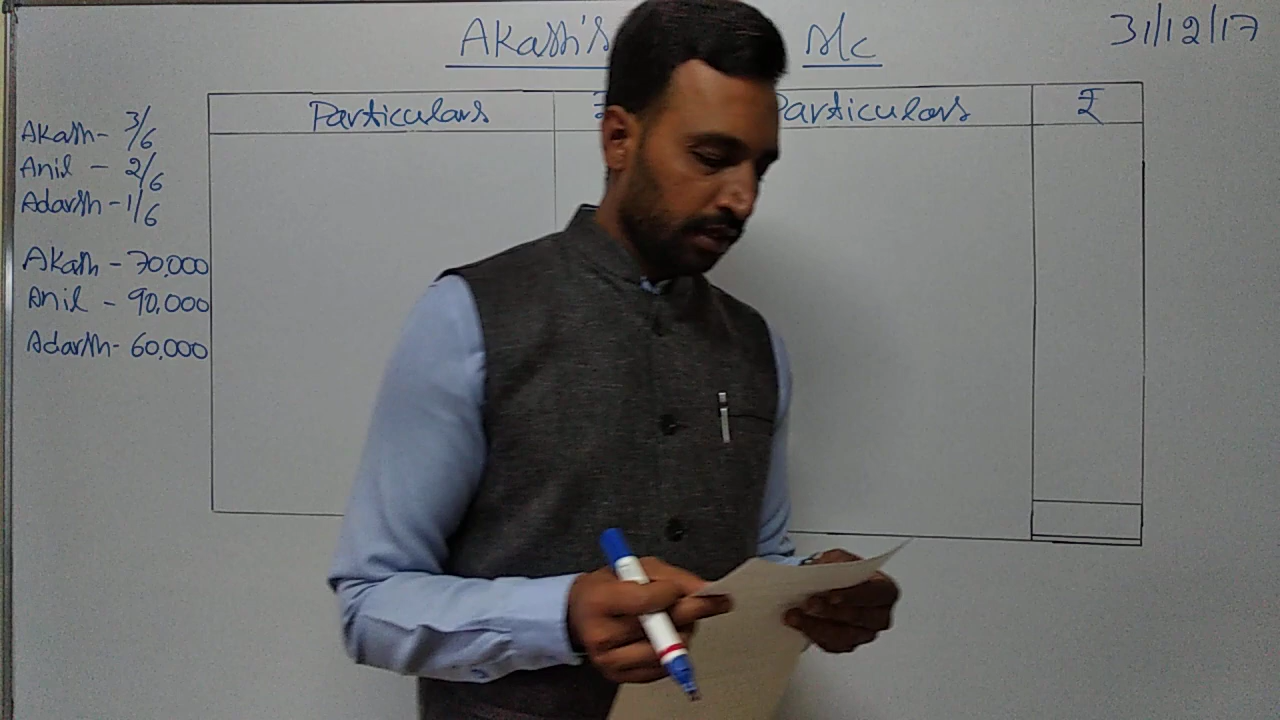 Akash's A/c
31/12/17
Particulars ₹ Particulars ₹
Akash - 3/6
Anil - 2/6
Adarsh - 1/6
Akash - 70,000
Anil - 90,000
Adarsh - 60,000